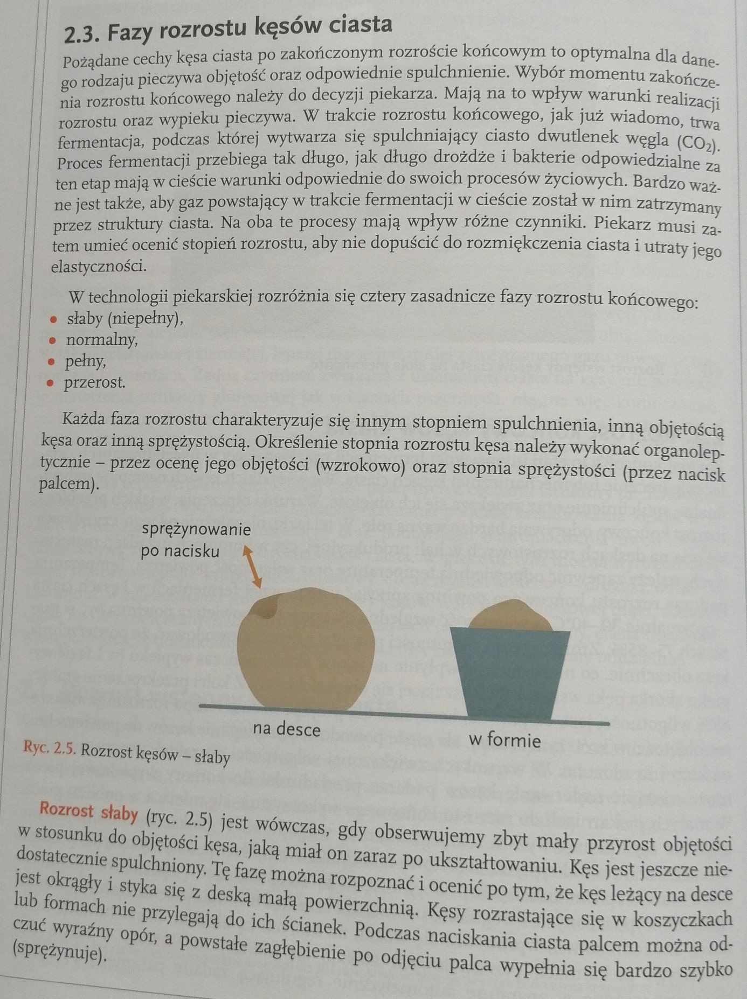 2.3. Fazy rozrostu kęsów ciasta
Pożądane cechy kęsa ciasta po zakończonym rozroście końcowym to optymalna dla dane-
go rodzaju pieczywa objętość oraz odpowiednie spulchnienie. Wybór momentu zakończe-
nia rozrostu końcowego należy do decyzji piekarza. Mają na to wpływ warunki realizacji
rozrostu oraz wypieku pieczywa. W trakcie rozrostu końcowego, jak już wiadomo, trwa
fermentacja, podczas której wytwarza się spulchniający ciasto dwutlenek węgla (CO₂).
Proces fermentacji przebiega tak długo, jak długo drożdże i bakterie odpowiedzialne za
ten etap mają w cieście warunki odpowiednie do swoich procesów życiowych. Bardzo waż-
ne jest także, aby gaz powstający w trakcie fermentacji w cieście został w nim zatrzymany
przez struktury ciasta. Na oba te procesy mają wpływ różne czynniki. Piekarz musi za-
tem umieć ocenić stopień rozrostu, aby nie dopuścić do rozmiękczenia ciasta i utraty jego
elastyczności.
W technologii piekarskiej rozróżnia się cztery zasadnicze fazy rozrostu końcowego:
• słaby (niepełny),
• normalny,
• pełny,
• przerost.
Każda faza rozrostu charakteryzuje się innym stopniem spulchnienia, inną objętością
kęsa oraz inną sprężystością. Określenie stopnia rozrostu kęsa należy wykonać organolep-
tycznie – przez ocenę jego objętości (wzrokowo) oraz stopnia sprężystości (przez nacisk
palcem).
sprężynowanie
po nacisku
na desce
w formie
Ryc. 2.5. Rozrost kęsów – słaby
Rozrost słaby (ryc. 2.5) jest wówczas, gdy obserwujemy zbyt mały przyrost objętości
w stosunku do objętości kęsa, jaką miał on zaraz po ukształtowaniu. Kęs jest jeszcze nie-
dostatecznie spulchniony. Tę fazę można rozpoznać i ocenić po tym, że kęs leżący na desce
jest okrągły i styka się z deską małą powierzchnią. Kęsy rozrastające się w koszyczkach
lub formach nie przylegają do ich ścianek. Podczas naciskania ciasta palcem można od-
czuć wyraźny opór, a powstałe zagłębienie po odjęciu palca wypełnia się bardzo szybko
(sprężynuje).